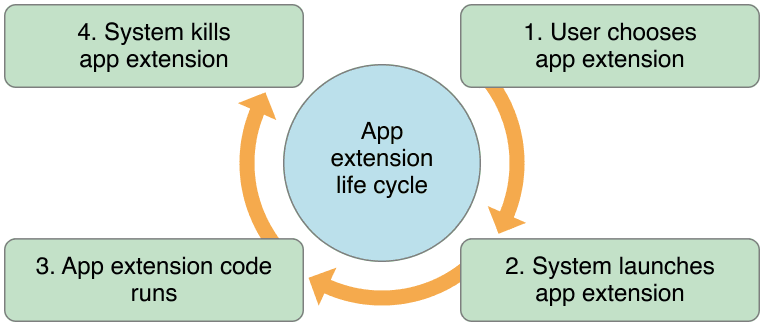 4. System kills
app extension
1. User chooses
app extension
App
extension
life cycle
3. App extension code
runs
2. System launches
app extension